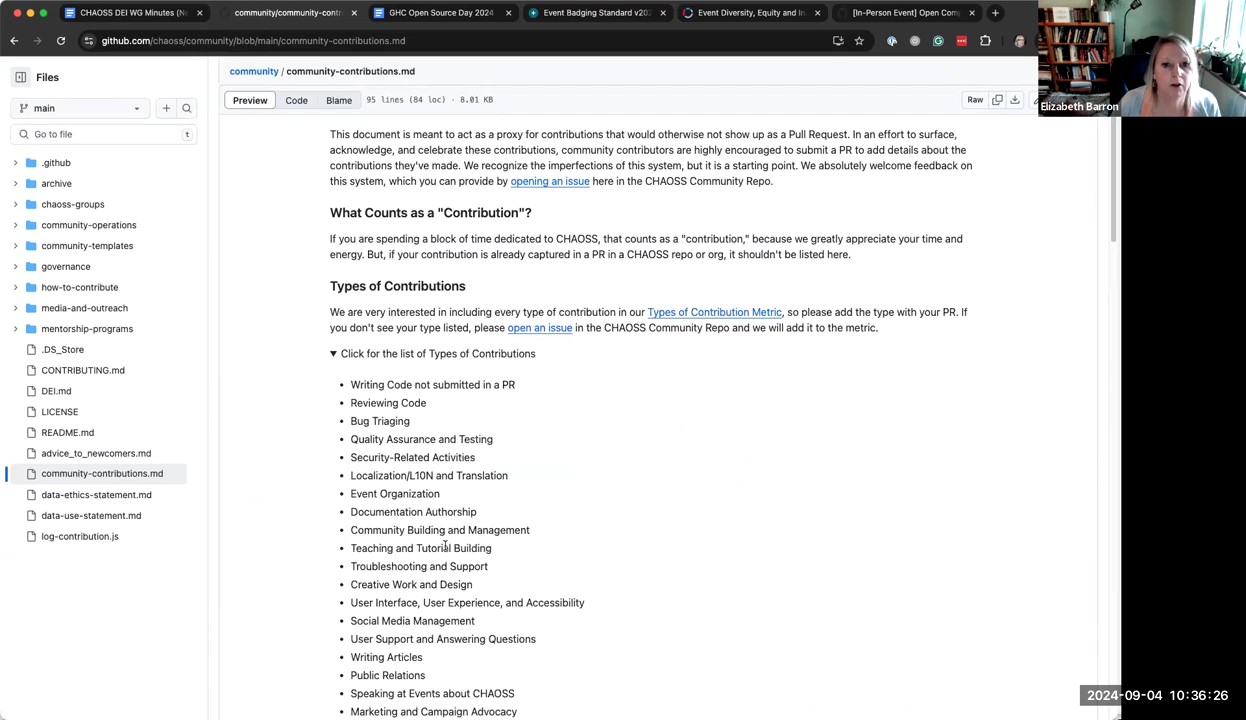 CHAOSS DEI WG Minutes (Ne
community/community-contr
GHC Open Source Day 2024
Event Badging Standard v202
Event Diversity, Equity and In
[In-Person Event] Open Com
github.com/chaoss/community/blob/main/community-contributions.md
Elizabeth Barron
Files
main
Go to file
t
.github
archive
chaoss-groups
community-operations
community-templates
governance
how-to-contribute
media-and-outreach
mentorship-programs
.DS_Store
CONTRIBUTING.md
DEI.md
LICENSE
README.md
advice_to_newcomers.md
community-contributions.md
data-ethics-statement.md
data-use-statement.md
log-contribution.js
community / community-contributions.md
Preview Code Blame 95 lines (84 loc) · 8.01 KB Raw
This document is meant to act as a proxy for contributions that would otherwise not show up as a Pull Request. In an effort to surface,
acknowledge, and celebrate these contributions, community contributors are highly encouraged to submit a PR to add details about the
contributions they've made. We recognize the imperfections of this system, but it is a starting point. We absolutely welcome feedback on
this system, which you can provide by opening an issue here in the CHAOSS Community Repo.
What Counts as a "Contribution"?
If you are spending a block of time dedicated to CHAOSS, that counts as a "contribution," because we greatly appreciate your time and
energy. But, if your contribution is already captured in a PR in a CHAOSS repo or org, it shouldn't be listed here.
Types of Contributions
We are very interested in including every type of contribution in our Types of Contribution Metric, so please add the type with your PR. If
you don't see your type listed, please open an issue in the CHAOSS Community Repo and we will add it to the metric.
▼ Click for the list of Types of Contributions
• Writing Code not submitted in a PR
• Reviewing Code
• Bug Triaging
• Quality Assurance and Testing
• Security-Related Activities
• Localization/L10N and Translation
• Event Organization
• Documentation Authorship
• Community Building and Management
• Teaching and Tutorial Building
• Troubleshooting and Support
• Creative Work and Design
• User Interface, User Experience, and Accessibility
• Social Media Management
• User Support and Answering Questions
• Writing Articles
• Public Relations
• Speaking at Events about CHAOSS
• Marketing and Campaign Advocacy
2024-09-04 10:36:26